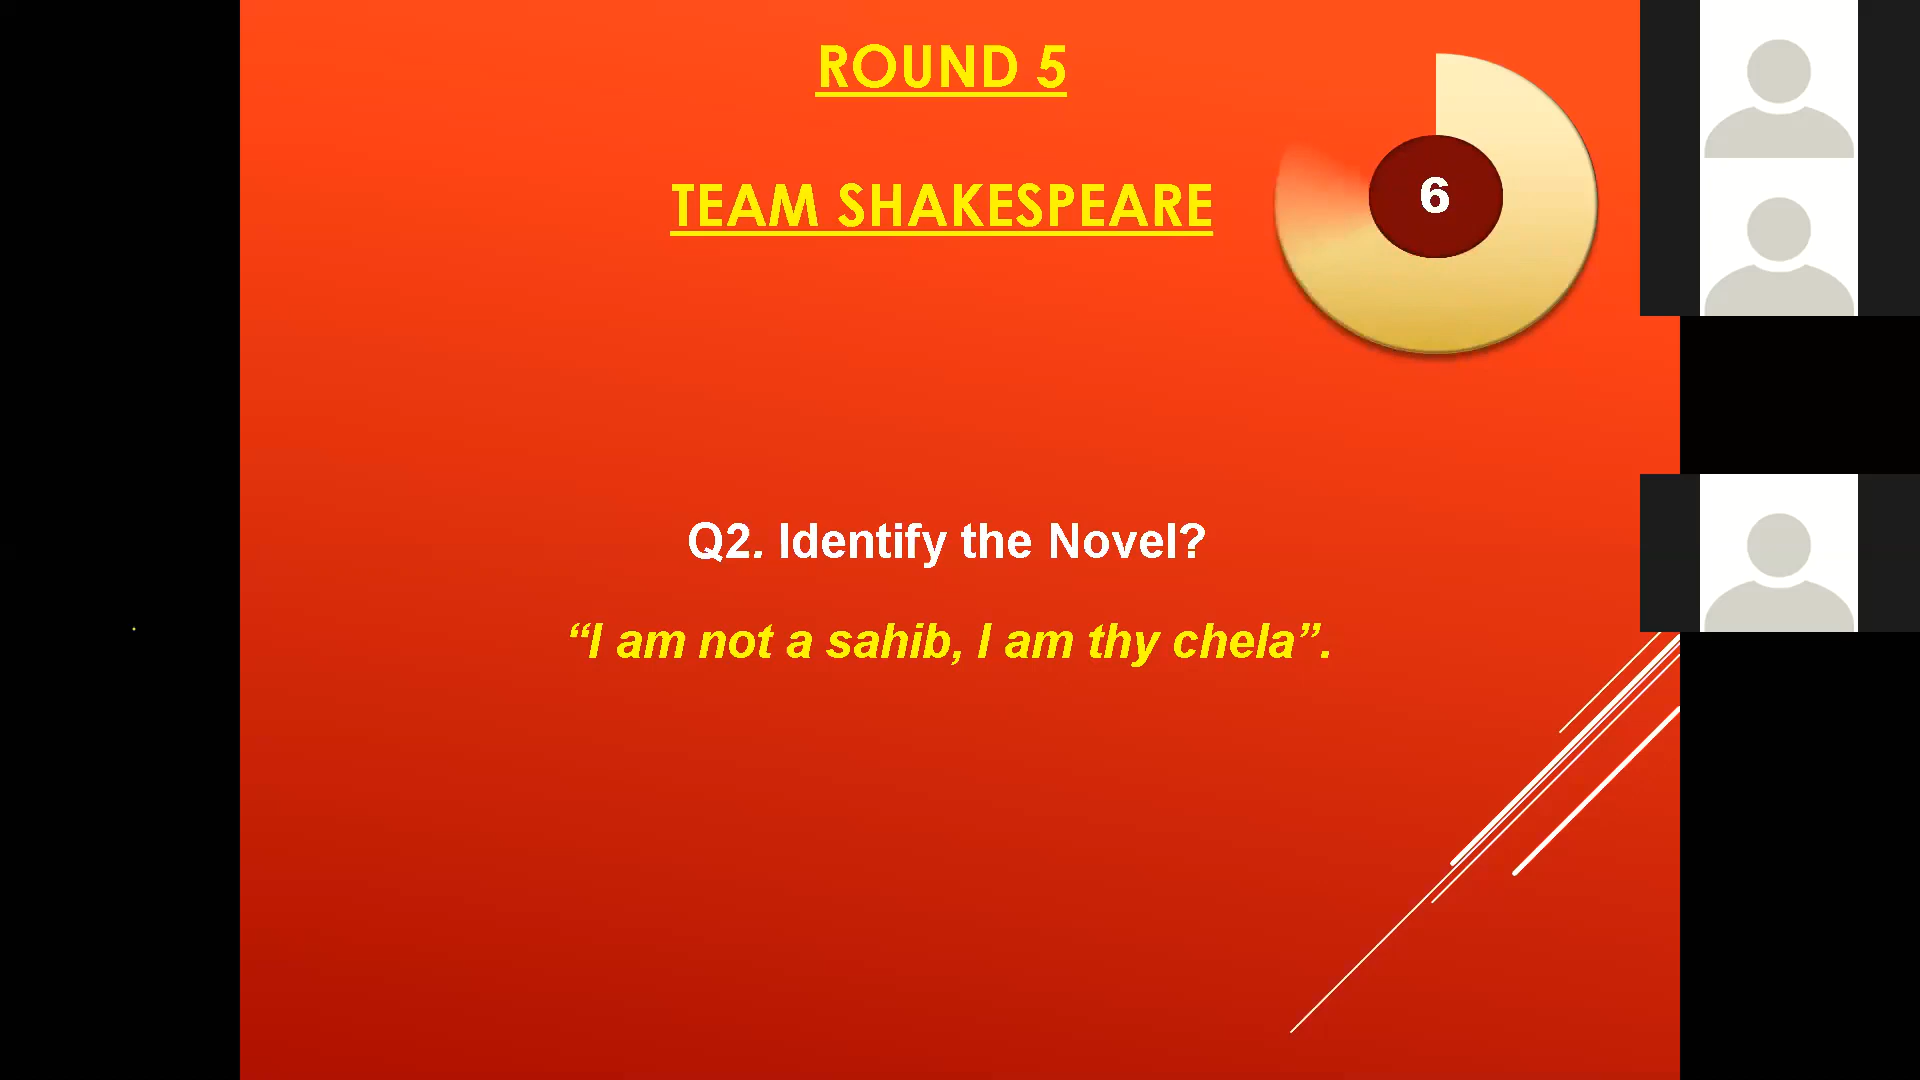 ROUND 5
TEAM SHAKESPEARE
6
Q2. Identify the Novel?
“I am not a sahib, I am thy chela”.